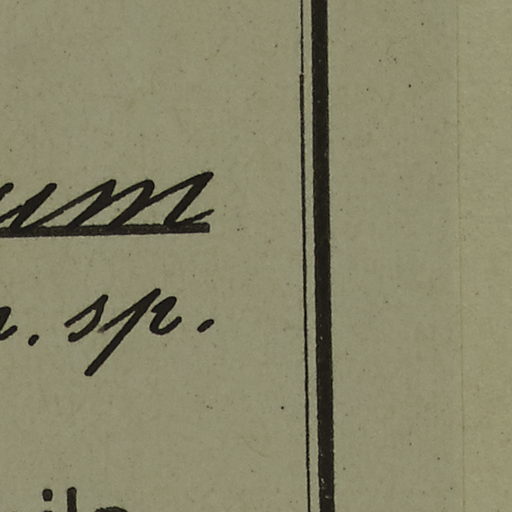 um
n. sp.